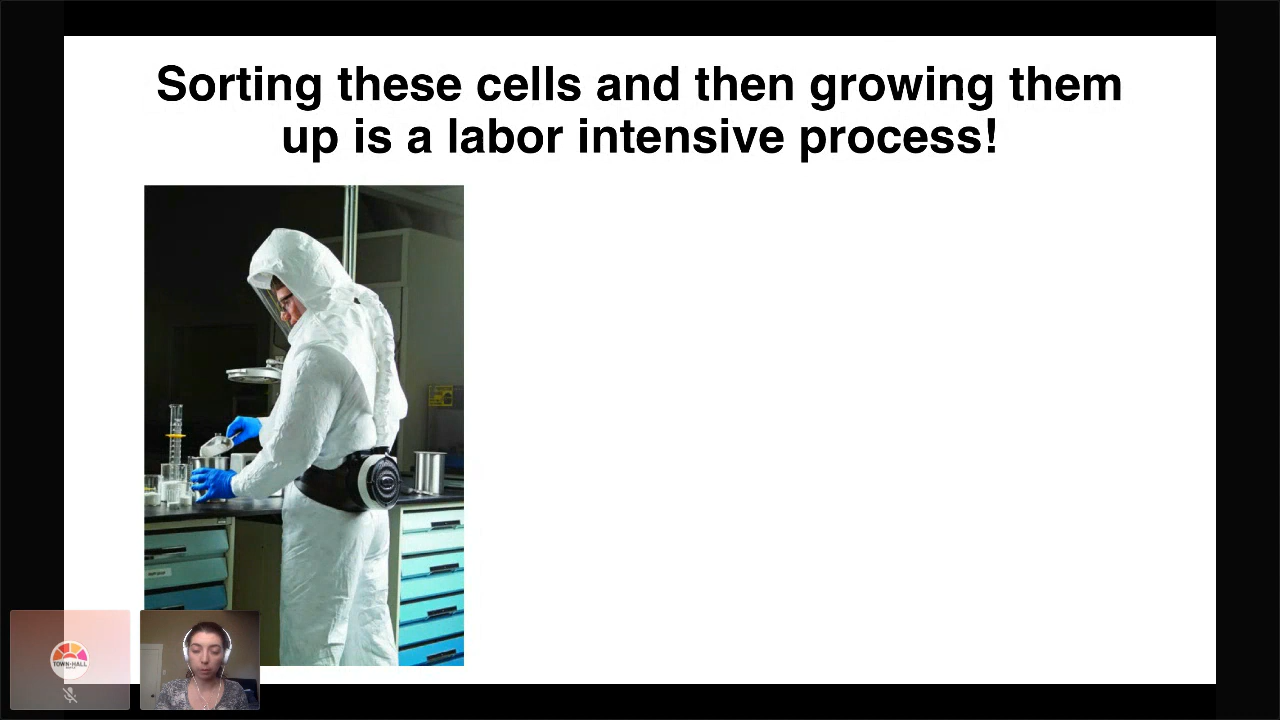 Sorting these cells and then growing them
up is a labor intensive process!
TOWN HALL